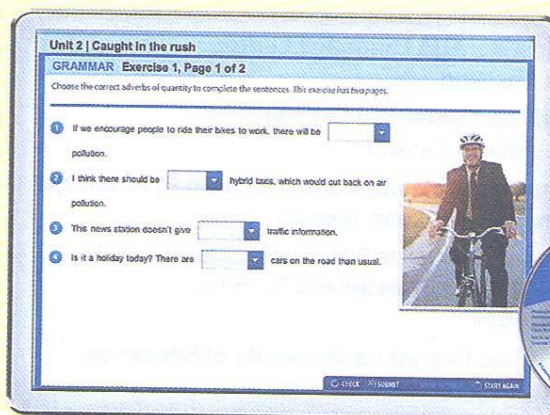 Unit 2 | Caught in the rush
GRAMMAR Exercise 1, Page 1 of 2
Choose the correct adverbs of quantity to complete the sentences. This exercise has two pages.
1 If we encourage people to ride their bikes to work, there will be
pollution.
2 I think there should be hybrid taxis, which would cut back on air
pollution.
3 This news station doesn't give traffic information.
4 Is it a holiday today? There are cars on the road than usual.
CHECK SUBMIT START AGAIN